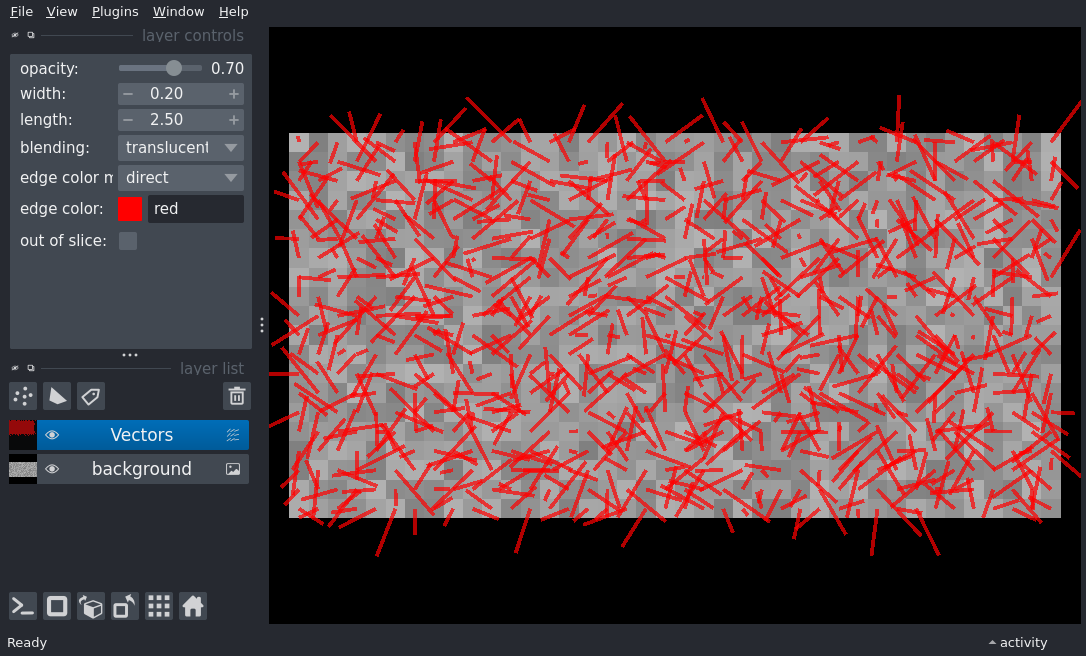 File View Plugins Window Help
layer controls
opacity: 0.70
width: − 0.20 +
length: − 2.50 +
blending: translucent
edge color m direct
edge color: red
out of slice:
layer list
Vectors
background
Ready activity